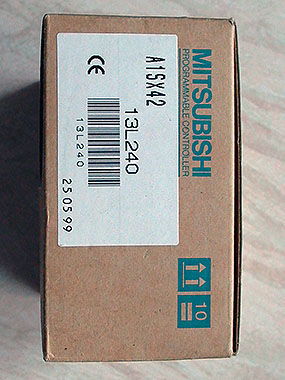 MITSUBISHI
PROGRAMMABLE CONTROLLER
A1SX42
13L240
13L240
250599
CE
10